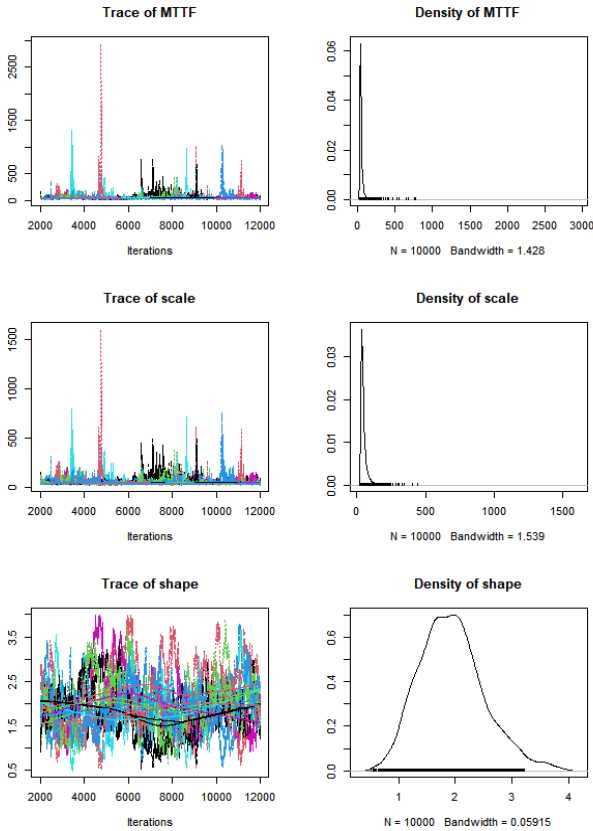 Trace of MTTF
Density of MTTF
0 500 1500 2500
2000 4000 6000 8000 10000 12000
Iterations
0.00 0.02 0.04 0.06
0 500 1000 1500 2000 2500 3000
N = 10000 Bandwidth = 1.428
Trace of scale
Density of scale
0 500 1000 1500
2000 4000 6000 8000 10000 12000
Iterations
0.00 0.01 0.02 0.03
0 500 1000 1500
N = 10000 Bandwidth = 1.539
Trace of shape
Density of shape
0.5 1.5 2.5 3.5
2000 4000 6000 8000 10000 12000
Iterations
0.0 0.2 0.4 0.6
1 2 3 4
N = 10000 Bandwidth = 0.05915